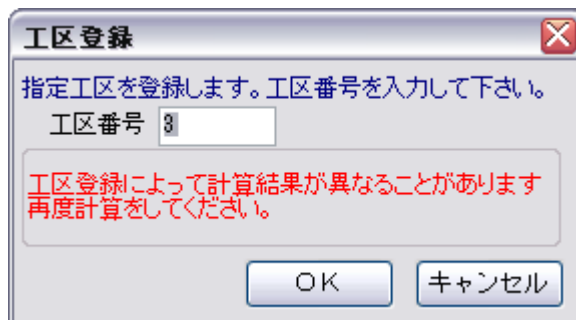 工区登録
指定工区を登録します。工区番号を入力して下さい。
工区番号 3
工区登録によって計算結果が異なることがあります
再度計算をしてください。
OK キャンセル